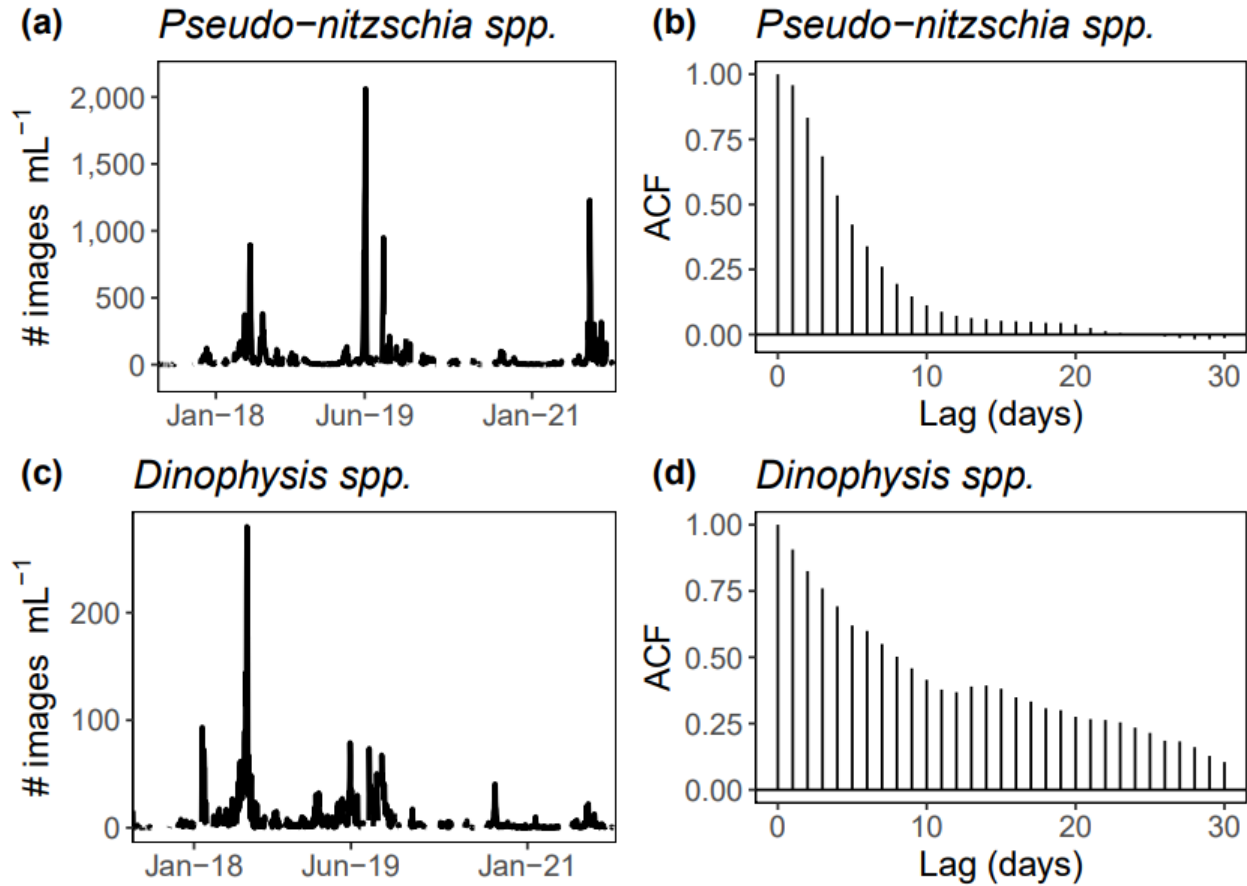 (a) Pseudo-nitzschia spp.
# images mL⁻¹
2,000
1,500
1,000
500
0
Jan-18 Jun-19 Jan-21
(b) Pseudo-nitzschia spp.
ACF
1.00
0.75
0.50
0.25
0.00
0 10 20 30
Lag (days)
(c) Dinophysis spp.
# images mL⁻¹
200
100
0
Jan-18 Jun-19 Jan-21
(d) Dinophysis spp.
ACF
1.00
0.75
0.50
0.25
0.00
0 10 20 30
Lag (days)